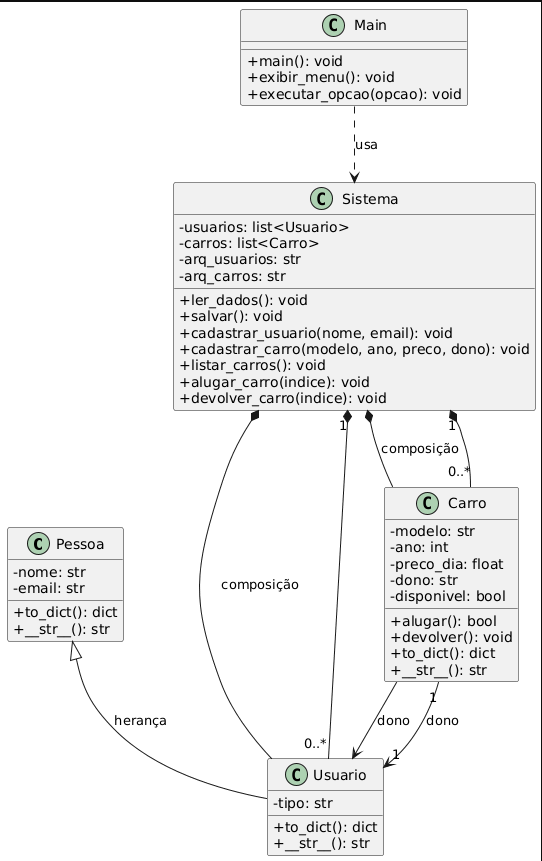 C Main
+main(): void
+exibir_menu(): void
+executar_opcao(opcao): void
usa
C Sistema
-usuarios: list<Usuario>
-carros: list<Carro>
-arq_usuarios: str
-arq_carros: str
+ler_dados(): void
+salvar(): void
+cadastrar_usuario(nome, email): void
+cadastrar_carro(modelo, ano, preco, dono): void
+listar_carros(): void
+alugar_carro(indice): void
+devolver_carro(indice): void
1
1
composição
0..*
C Carro
-modelo: str
-ano: int
-preco_dia: float
-dono: str
-disponivel: bool
+alugar(): bool
+devolver(): void
+to_dict(): dict
+__str__(): str
C Pessoa
-nome: str
-email: str
+to_dict(): dict
+__str__(): str
composição
herança
1
dono
dono
0..*
1
C Usuario
-tipo: str
+to_dict(): dict
+__str__(): str